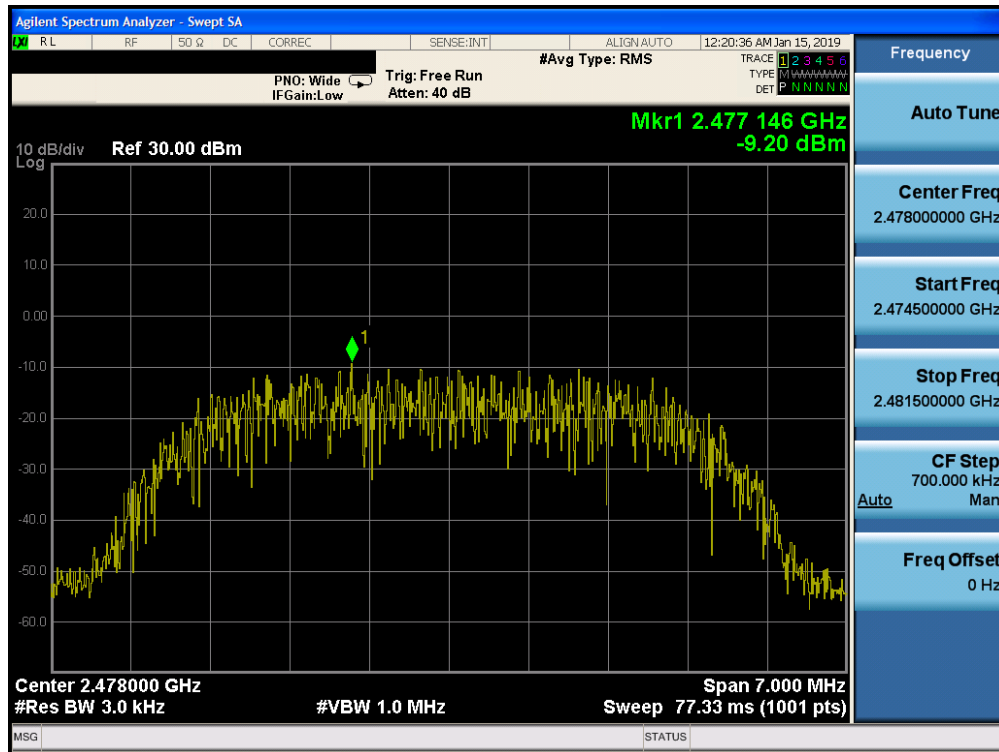 Agilent Spectrum Analyzer - Swept SA
LXI RL RF 50 Ω DC CORREC SENSE:INT ALIGN AUTO 12:20:36 AM Jan 15, 2019
Frequency
#Avg Type: RMS TRACE 1 2 3 4 5 6
PNO: Wide Trig: Free Run TYPE M WWWWW
IFGain:Low Atten: 40 dB DET P N N N N N
Auto Tune
Mkr1 2.477 146 GHz
-9.20 dBm
10 dB/div Ref 30.00 dBm
Log
Center Freq
2.478000000 GHz
20.0
10.0
Start Freq
2.474500000 GHz
0.00
1
-10.0
Stop Freq
2.481500000 GHz
-20.0
-30.0
CF Step
700.000 kHz
Auto Man
-40.0
-50.0
Freq Offset
0 Hz
-60.0
Center 2.478000 GHz Span 7.000 MHz
#Res BW 3.0 kHz #VBW 1.0 MHz Sweep 77.33 ms (1001 pts)
MSG STATUS